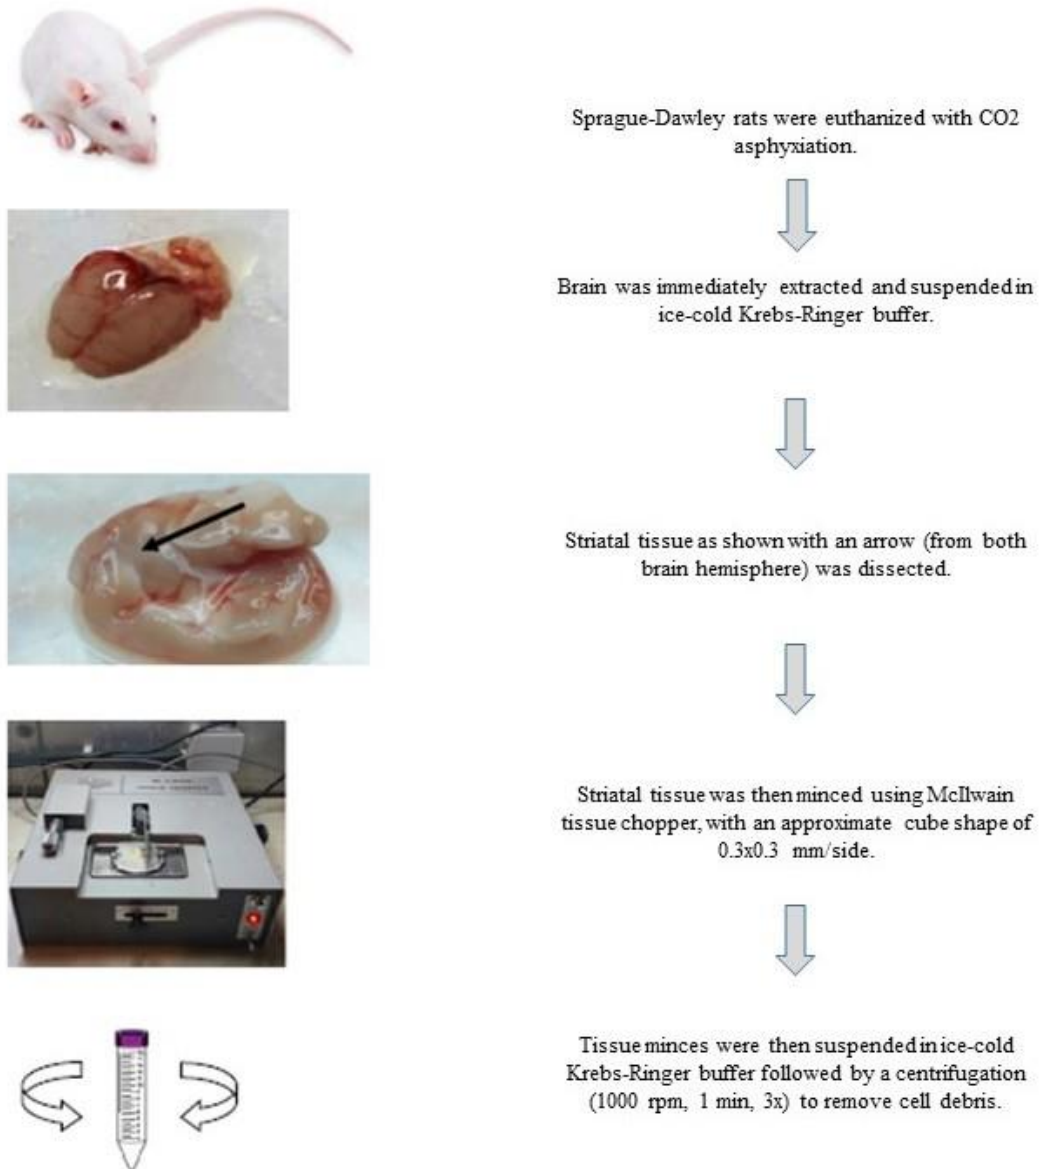 Sprague-Dawley rats were euthanized with CO2
asphyxiation.
Brain was immediately extracted and suspended in
ice-cold Krebs-Ringer buffer.
Striatal tissue as shown with an arrow (from both
brain hemisphere) was dissected.
Striatal tissue was then minced using McIlwain
tissue chopper, with an approximate cube shape of
0.3x0.3 mm/side.
Tissue minces were then suspended in ice-cold
Krebs-Ringer buffer followed by a centrifugation
(1000 rpm, 1 min, 3x) to remove cell debris.